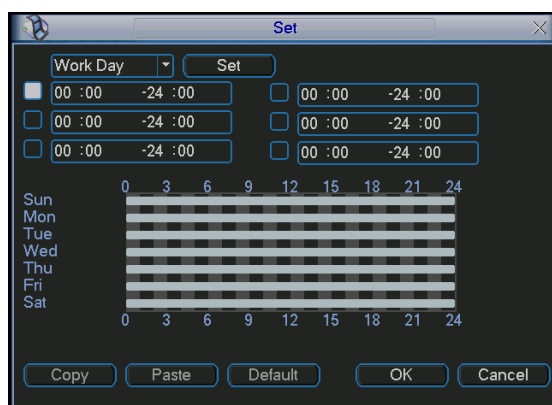 Set
Work Day Set
00 :00 -24 :00 00 :00 -24 :00
00 :00 -24 :00 00 :00 -24 :00
00 :00 -24 :00 00 :00 -24 :00
0 3 6 9 12 15 18 21 24
Sun
Mon
Tue
Wed
Thu
Fri
Sat
0 3 6 9 12 15 18 21 24
Copy Paste Default OK Cancel